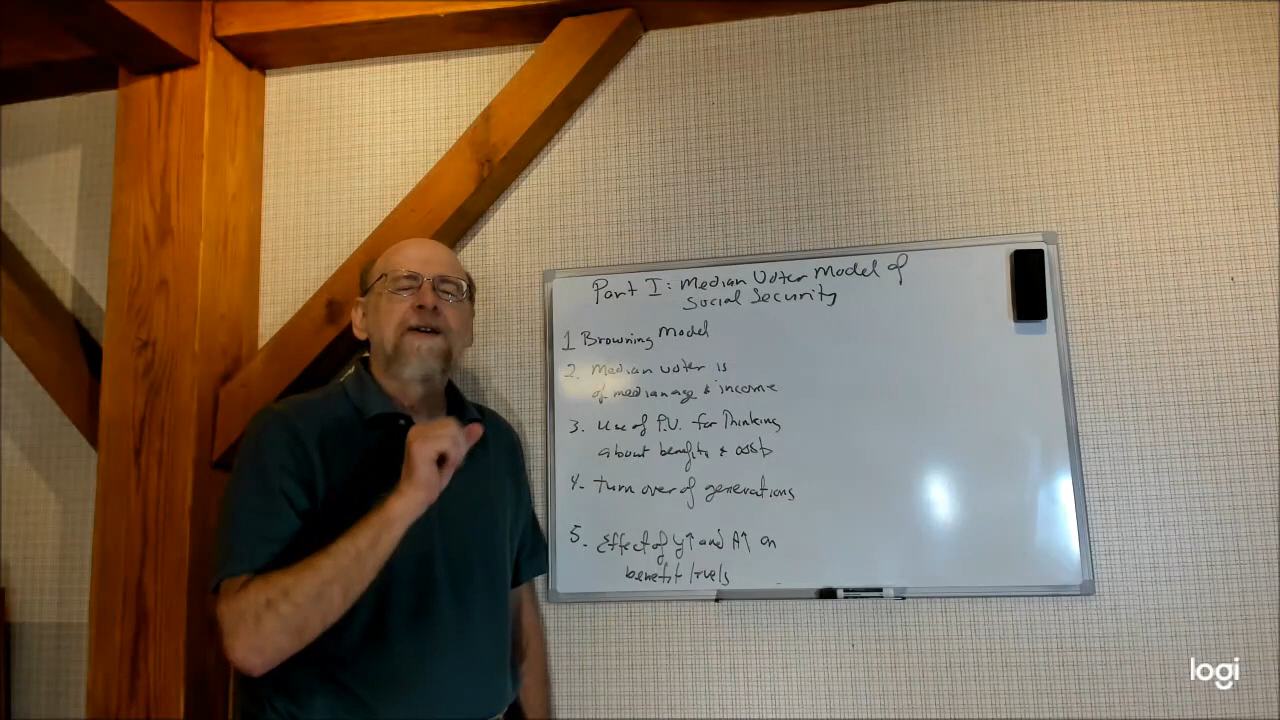 Part I: Median Voter Model of
Social Security
1 Browning Model
2. Median voter is
of median age & income
3. Use of P.V. for Thinking
about benefits & costs
4. Turn over of generations
5. Effect of Y↑ and A↑ on
benefit levels
logi